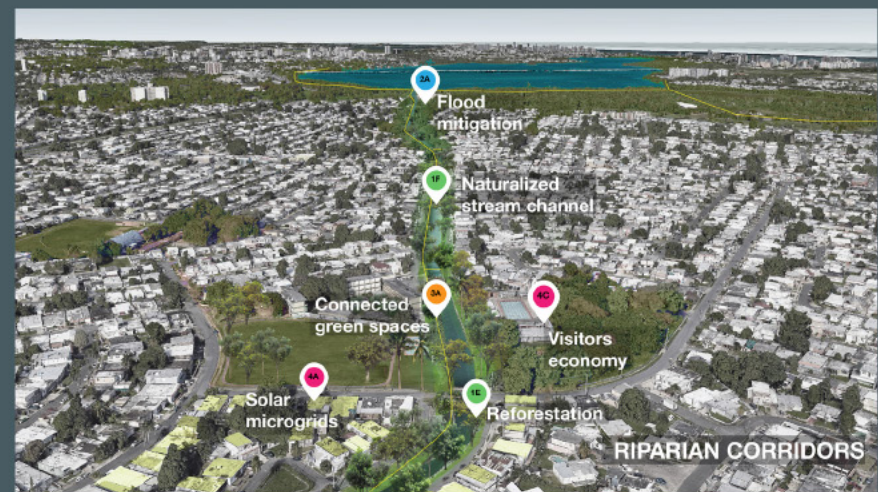 2A
Flood
mitigation
1F
Naturalized
stream channel
3A
Connected
green spaces
4C
Visitors
economy
4A
Solar
microgrids
1E
Reforestation
RIPARIAN CORRIDORS